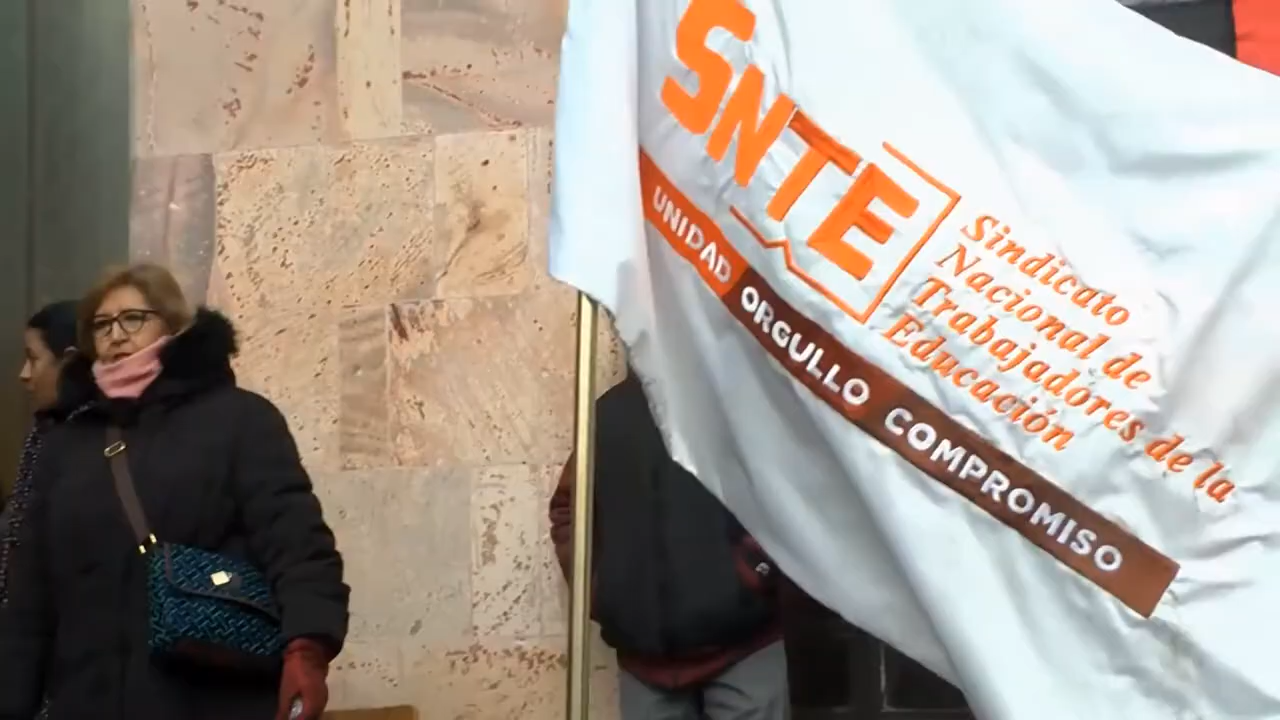 SNTE
Sindicato
Nacional de
Trabajadores de la
Educación
UNIDAD ORGULLO COMPROMISO